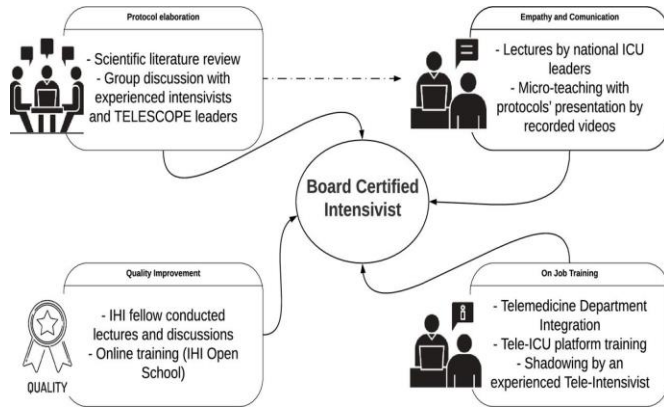 Protocol elaboration
- Scientific literature review
- Group discussion with
experienced intensivists
and TELESCOPE leaders
Empathy and Comunication
- Lectures by national ICU
leaders
- Micro-teaching with
protocols' presentation by
recorded videos
Board Certified
Intensivist
Quality Improvement
- IHI fellow conducted
lectures and discussions
- Online training (IHI Open
School)
QUALITY
On Job Training
- Telemedicine Department
Integration
- Tele-ICU platform training
- Shadowing by an
experienced Tele-Intensivist